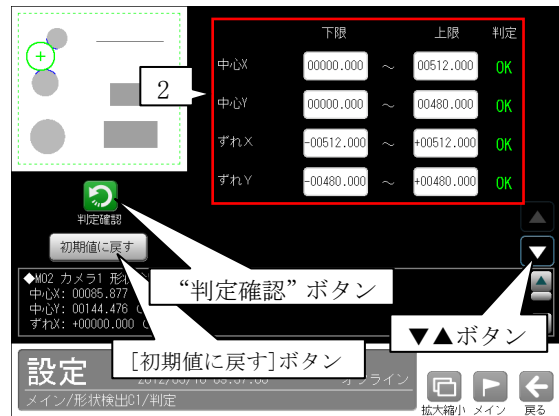 下限 上限 判定
中心X 00000.000 ～ 00512.000 OK
2
中心Y 00000.000 ～ 00480.000 OK
ずれX -00512.000 ～ +00512.000 OK
ずれY -00480.000 ～ +00480.000 OK
判定確認
初期値に戻す
◆M02 カメラ1
中心X: 00085.877
中心Y: 00144.476
ずれX: +00000.000
“判定確認”ボタン
▼▲ボタン
[初期値に戻す]ボタン
設定
オフライン
メイン/形状検出C1/判定
拡大縮小 メイン 戻る